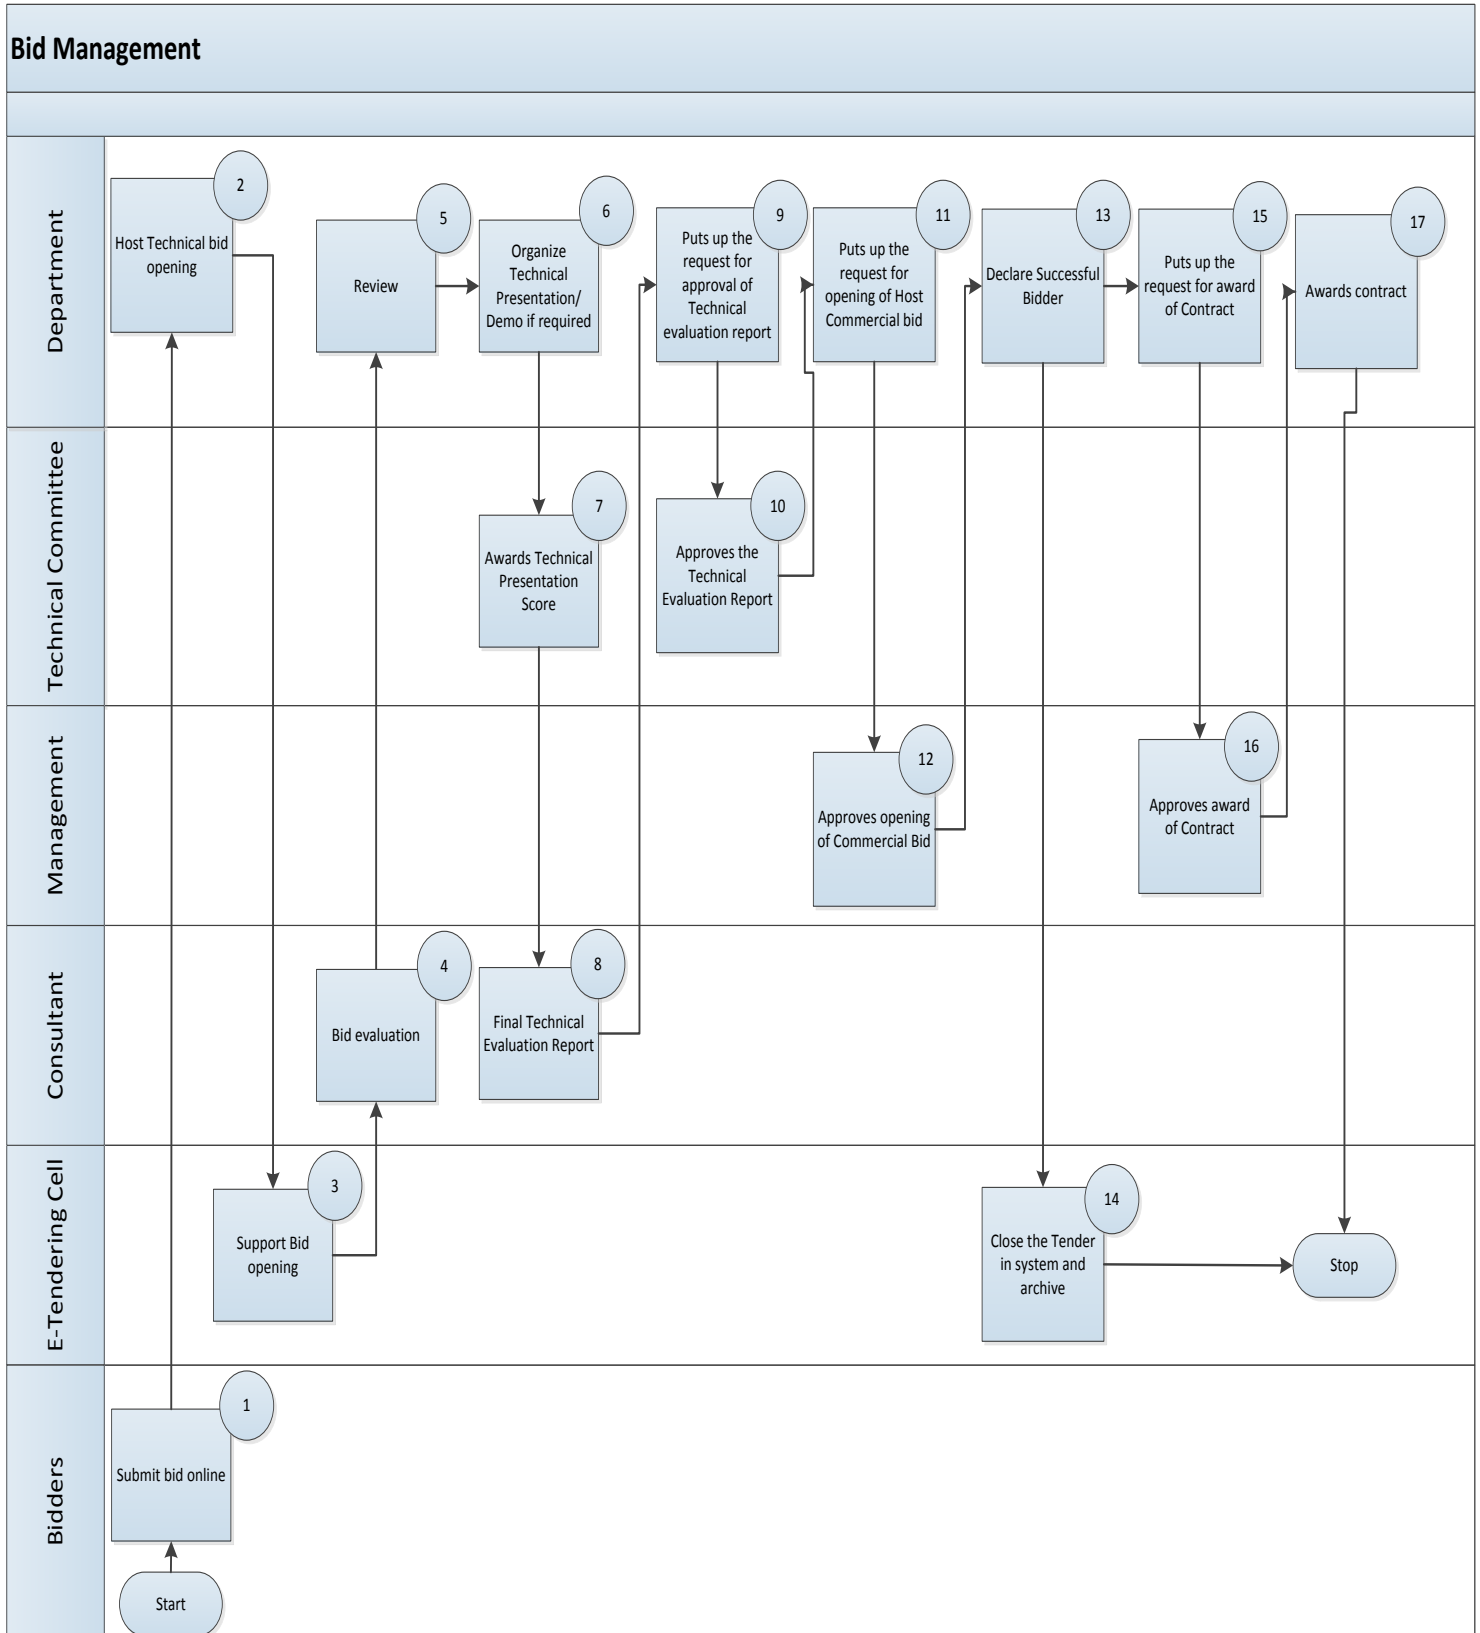 Bid Management
Department
2
Host Technical bid
opening
5
Review
6
Organize
Technical
Presentation/
Demo if required
9
Puts up the
request for
approval of
Technical
evaluation report
11
Puts up the
request for
opening of Host
Commercial bid
13
Declare Successful
Bidder
15
Puts up the
request for award
of Contract
17
Awards contract
Technical Committee
7
Awards Technical
Presentation
Score
10
Approves the
Technical
Evaluation Report
Management
12
Approves opening
of Commercial Bid
16
Approves award
of Contract
Consultant
4
Bid evaluation
8
Final Technical
Evaluation Report
E-Tendering Cell
3
Support Bid
opening
14
Close the Tender
in system and
archive
Stop
Bidders
1
Submit bid online
Start